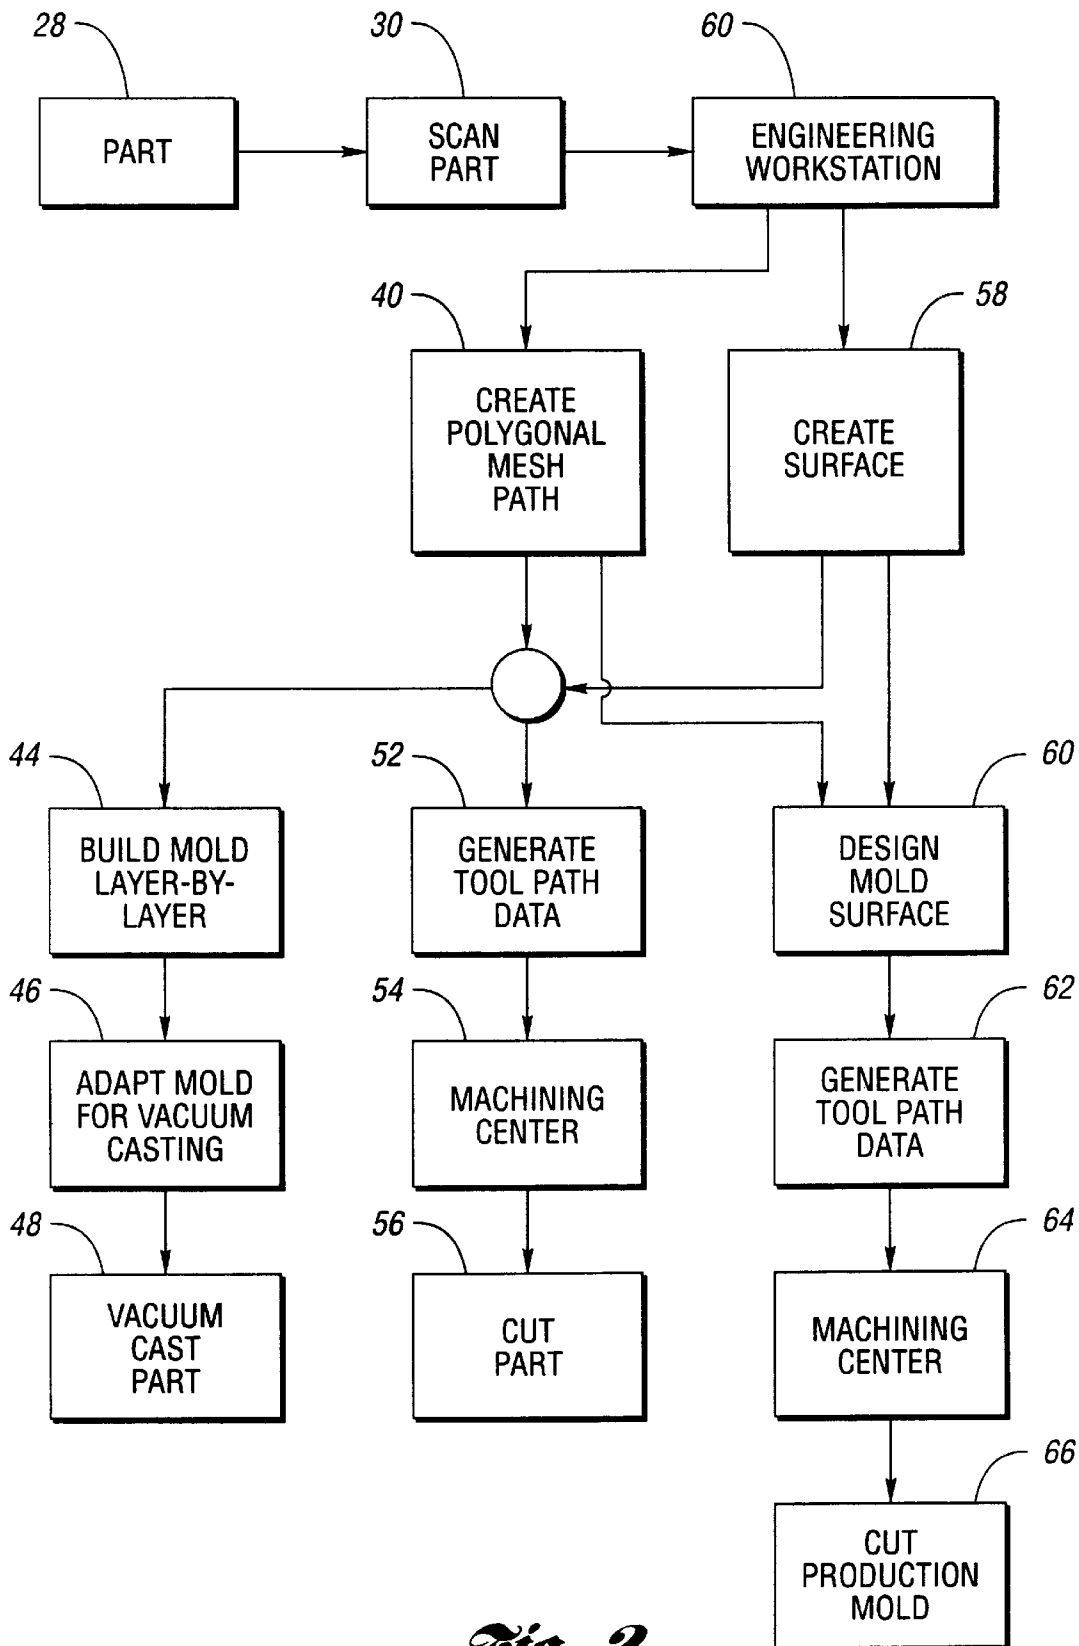 28
30
60
PART
SCAN
PART
ENGINEERING
WORKSTATION
40
58
CREATE
POLYGONAL
MESH
PATH
CREATE
SURFACE
44
52
60
BUILD MOLD
LAYER-BY-
LAYER
GENERATE
TOOL PATH
DATA
DESIGN
MOLD
SURFACE
46
54
62
ADAPT MOLD
FOR VACUUM
CASTING
MACHINING
CENTER
GENERATE
TOOL PATH
DATA
48
56
64
VACUUM
CAST
PART
CUT
PART
MACHINING
CENTER
66
CUT
PRODUCTION
MOLD